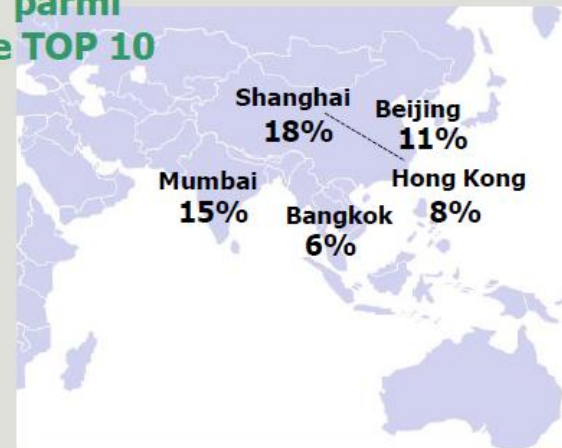 parmi
e TOP 10
Shanghai
18%
Beijing
11%
Mumbai
15%
Hong Kong
8%
Bangkok
6%